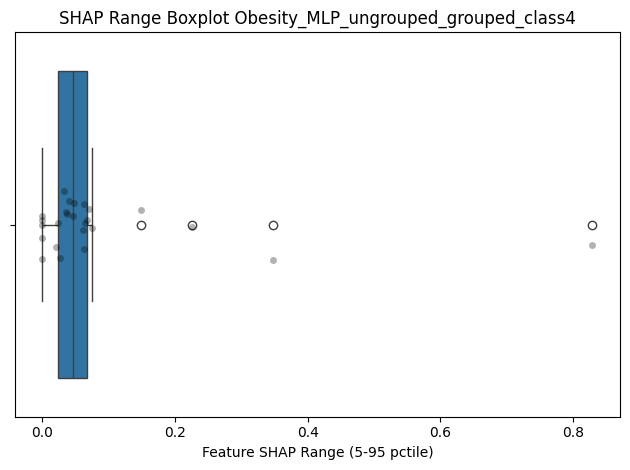 SHAP Range Boxplot Obesity_MLP_ungrouped_grouped_class4
0.0 0.2 0.4 0.6 0.8
Feature SHAP Range (5-95 pctile)